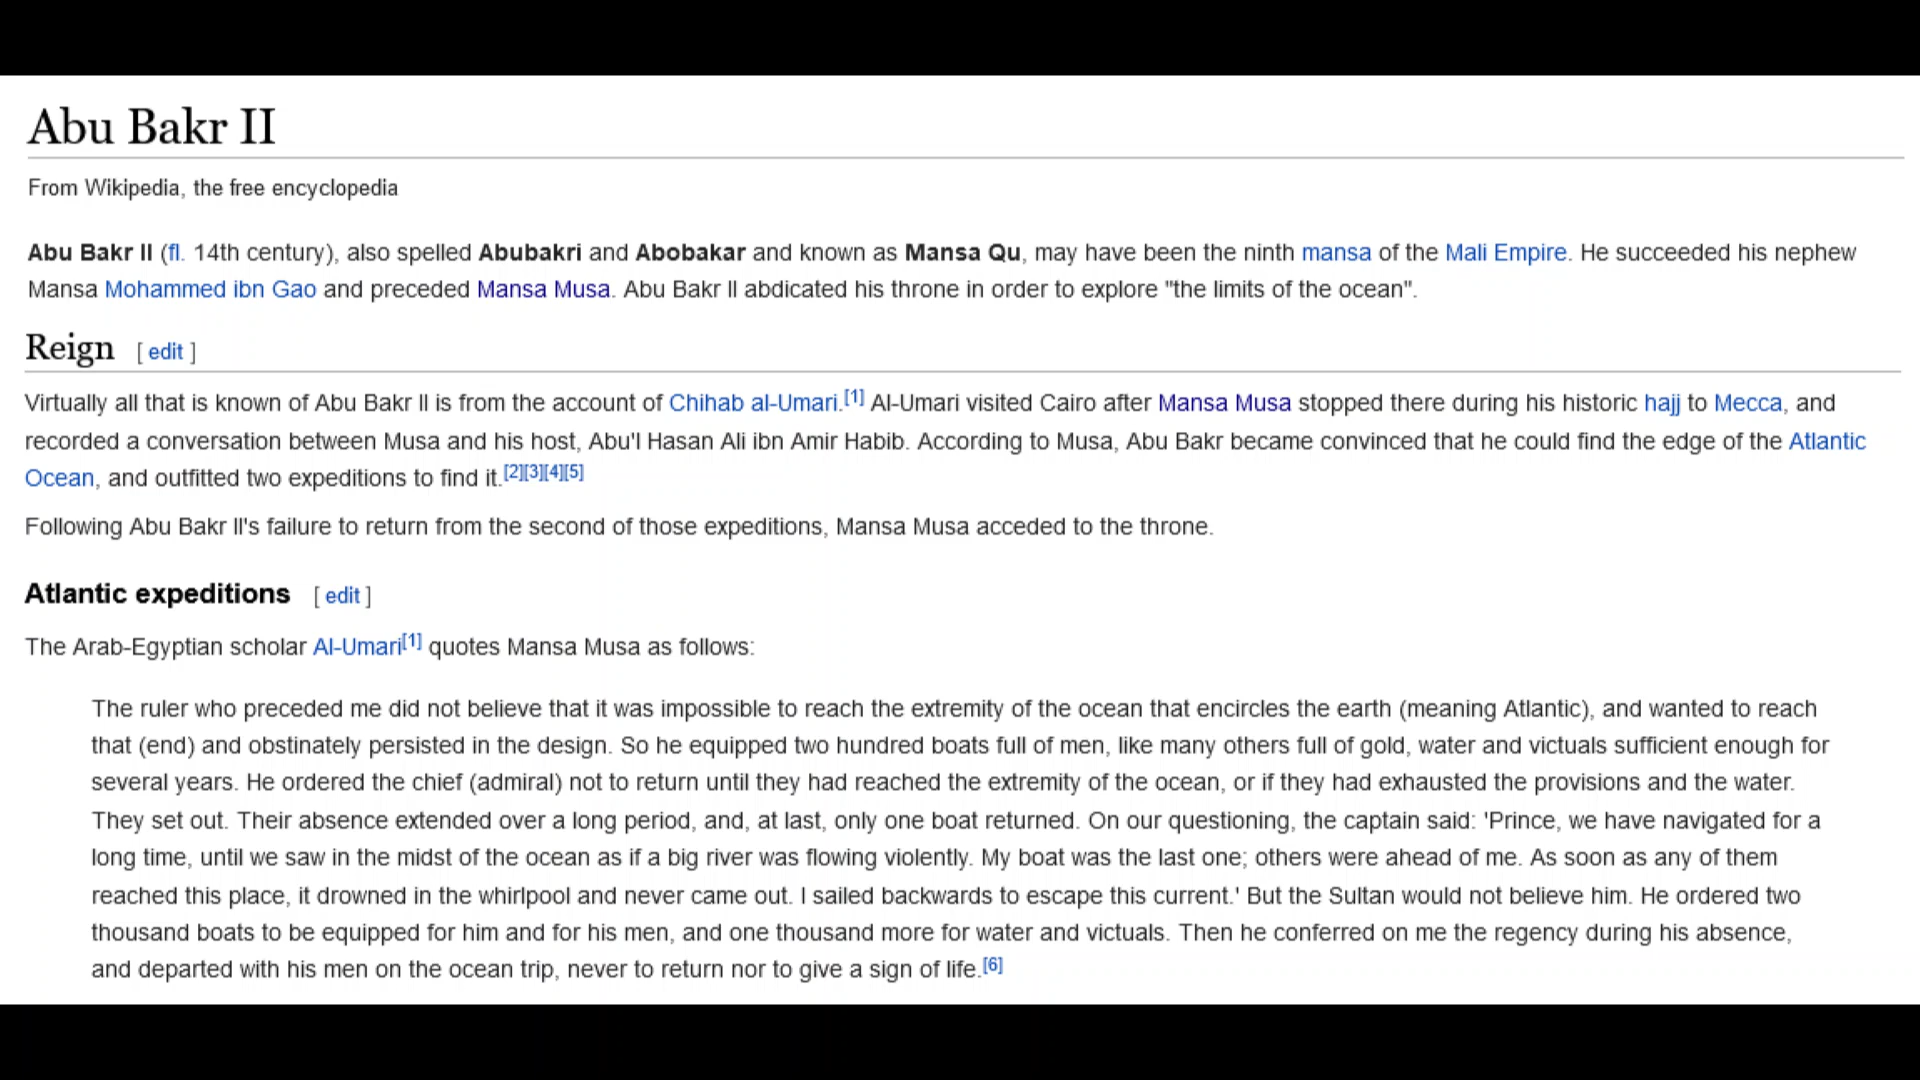 Abu Bakr II
From Wikipedia, the free encyclopedia
Abu Bakr II (fl. 14th century), also spelled Abubakri and Abobakar and known as Mansa Qu, may have been the ninth mansa of the Mali Empire. He succeeded his nephew
Mansa Mohammed ibn Gao and preceded Mansa Musa. Abu Bakr II abdicated his throne in order to explore "the limits of the ocean".
Reign [ edit ]
Virtually all that is known of Abu Bakr II is from the account of Chihab al-Umari.[1] Al-Umari visited Cairo after Mansa Musa stopped there during his historic hajj to Mecca, and
recorded a conversation between Musa and his host, Abu'l Hasan Ali ibn Amir Habib. According to Musa, Abu Bakr became convinced that he could find the edge of the Atlantic
Ocean, and outfitted two expeditions to find it.[2][3][4][5]
Following Abu Bakr II's failure to return from the second of those expeditions, Mansa Musa acceded to the throne.
Atlantic expeditions [ edit ]
The Arab-Egyptian scholar Al-Umari[1] quotes Mansa Musa as follows:
The ruler who preceded me did not believe that it was impossible to reach the extremity of the ocean that encircles the earth (meaning Atlantic), and wanted to reach
that (end) and obstinately persisted in the design. So he equipped two hundred boats full of men, like many others full of gold, water and victuals sufficient enough for
several years. He ordered the chief (admiral) not to return until they had reached the extremity of the ocean, or if they had exhausted the provisions and the water.
They set out. Their absence extended over a long period, and, at last, only one boat returned. On our questioning, the captain said: 'Prince, we have navigated for a
long time, until we saw in the midst of the ocean as if a big river was flowing violently. My boat was the last one; others were ahead of me. As soon as any of them
reached this place, it drowned in the whirlpool and never came out. I sailed backwards to escape this current.' But the Sultan would not believe him. He ordered two
thousand boats to be equipped for him and for his men, and one thousand more for water and victuals. Then he conferred on me the regency during his absence,
and departed with his men on the ocean trip, never to return nor to give a sign of life.[6]